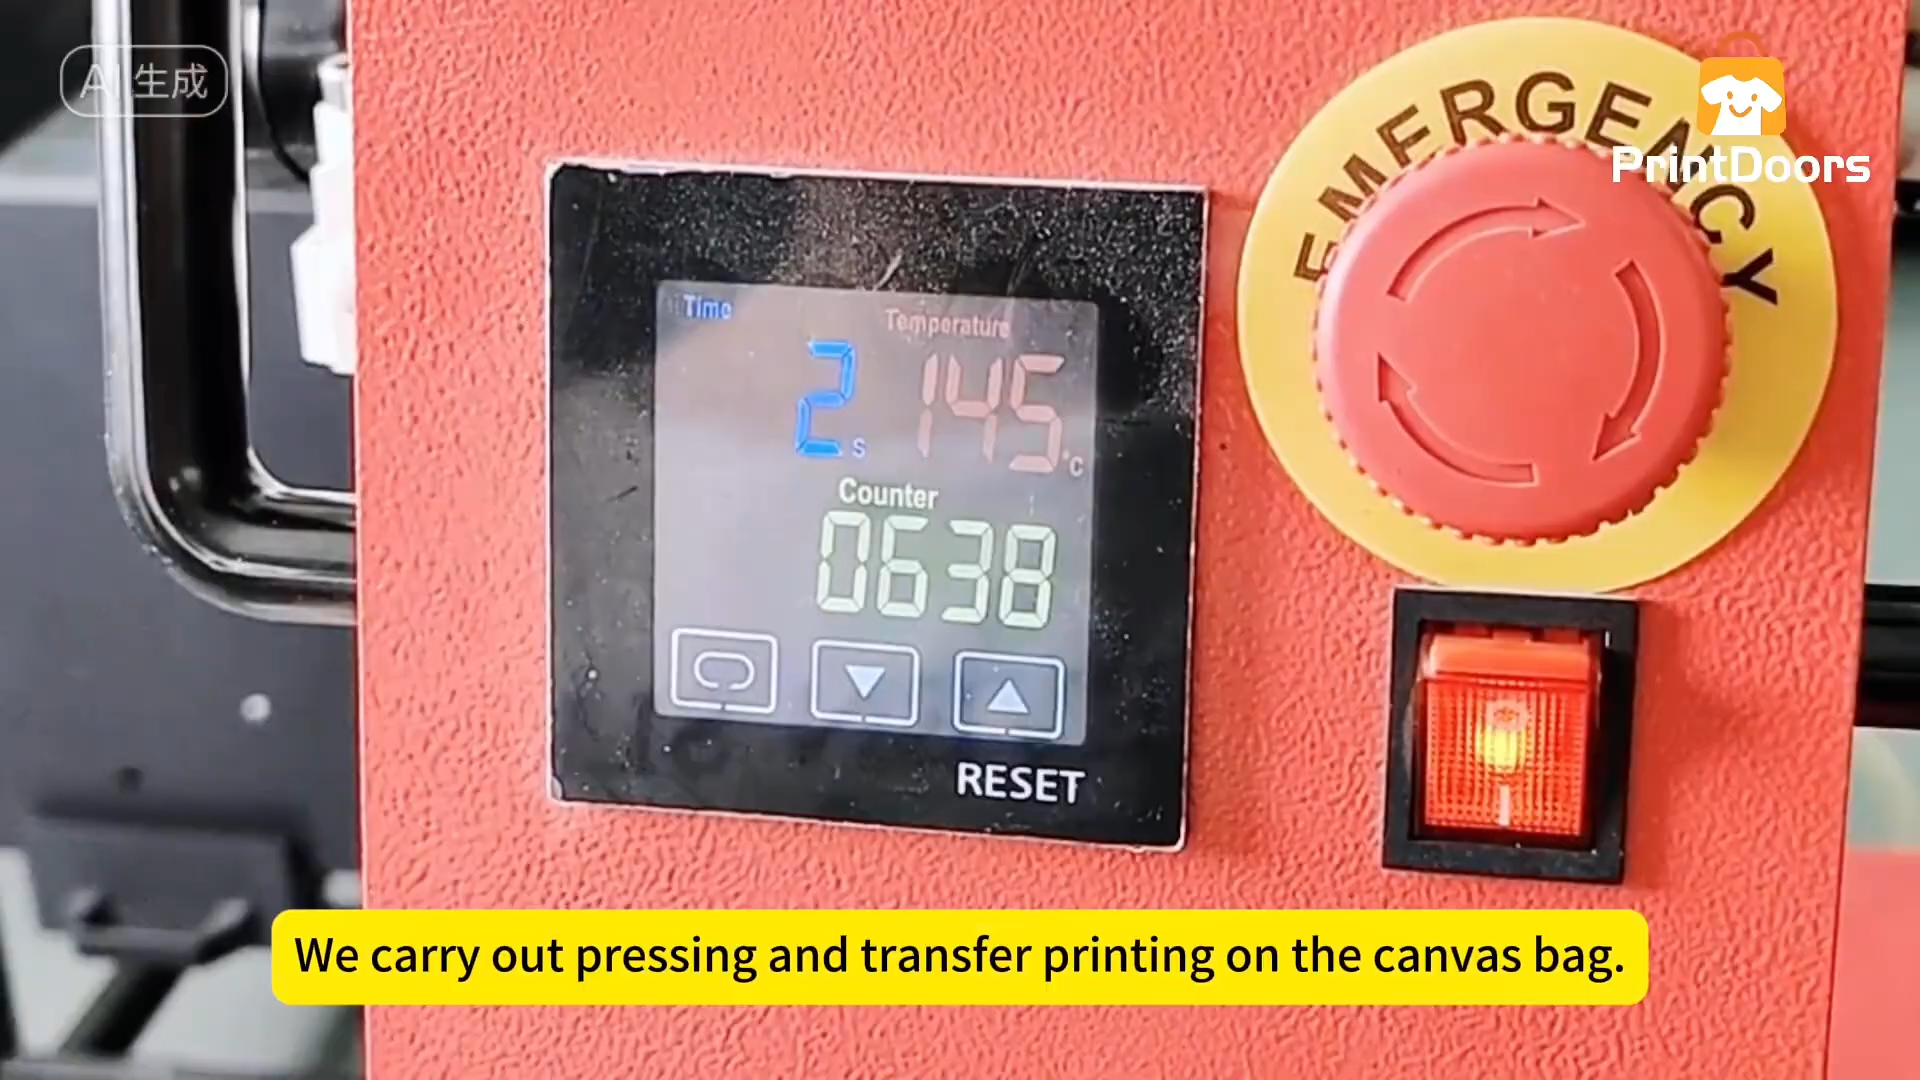 AI生成
PrintDoors
EMERGENCY
Time
Temperature
2 s
145 °C
Counter
0638
RESET
We carry out pressing and transfer printing on the canvas bag.